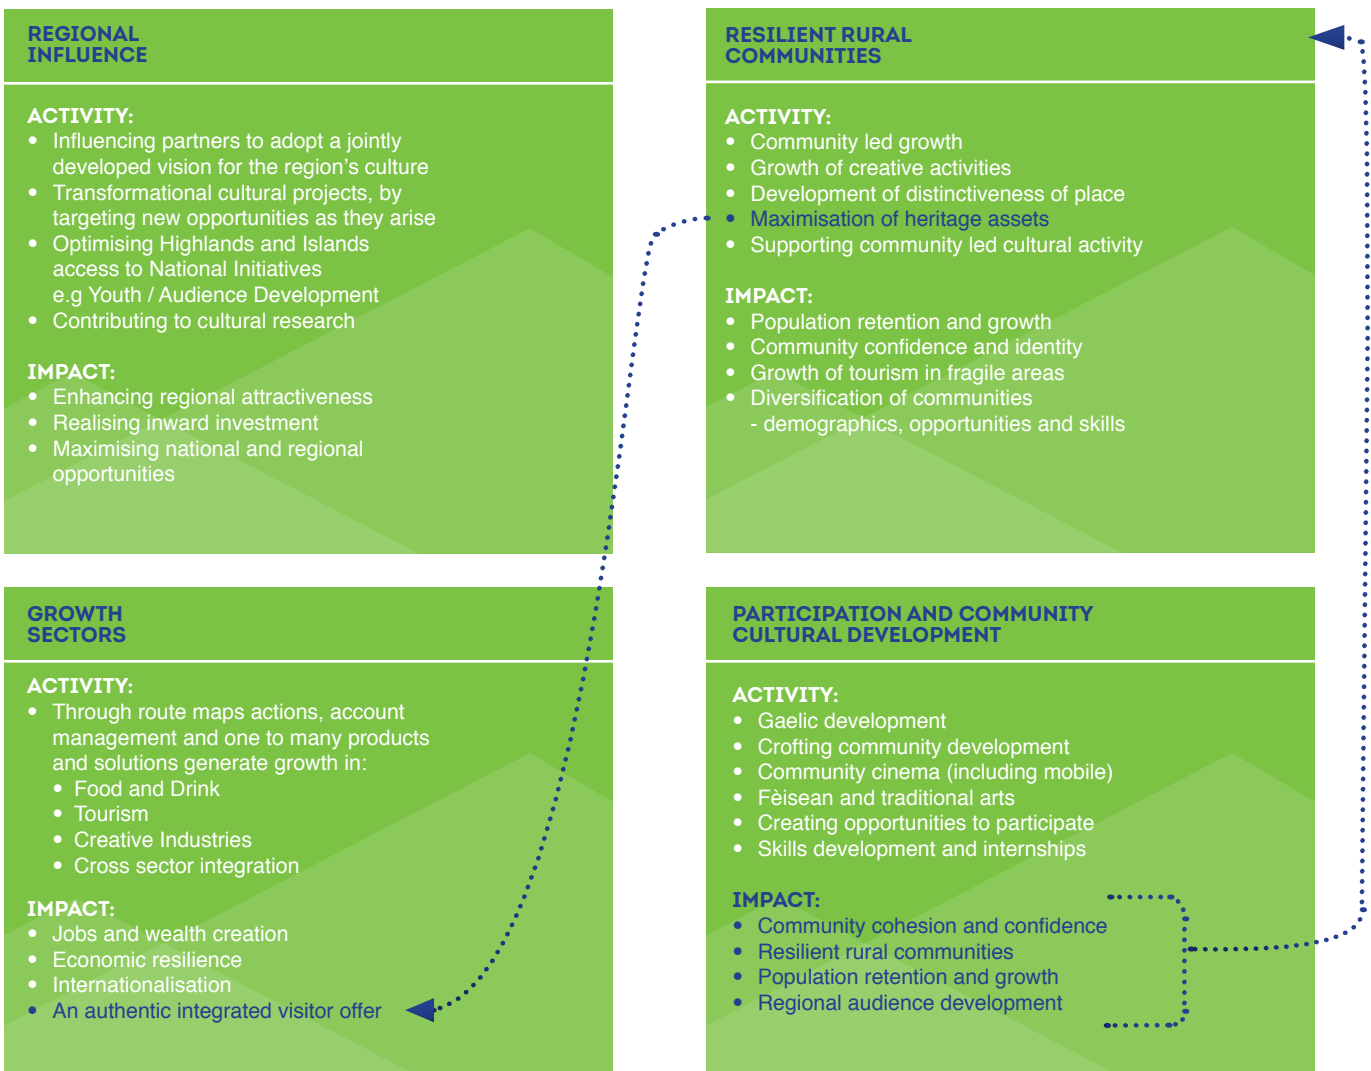 REGIONAL
INFLUENCE
ACTIVITY:
• Influencing partners to adopt a jointly
developed vision for the region's culture
• Transformational cultural projects, by
targeting new opportunities as they arise
• Optimising Highlands and Islands
access to National Initiatives
e.g Youth / Audience Development
• Contributing to cultural research
IMPACT:
• Enhancing regional attractiveness
• Realising inward investment
• Maximising national and regional
opportunities
RESILIENT RURAL
COMMUNITIES
ACTIVITY:
• Community led growth
• Growth of creative activities
• Development of distinctiveness of place
• Maximisation of heritage assets
• Supporting community led cultural activity
IMPACT:
• Population retention and growth
• Community confidence and identity
• Growth of tourism in fragile areas
• Diversification of communities
- demographics, opportunities and skills
GROWTH
SECTORS
ACTIVITY:
• Through route maps actions, account
management and one to many products
and solutions generate growth in:
• Food and Drink
• Tourism
• Creative Industries
• Cross sector integration
IMPACT:
• Jobs and wealth creation
• Economic resilience
• Internationalisation
• An authentic integrated visitor offer
PARTICIPATION AND COMMUNITY
CULTURAL DEVELOPMENT
ACTIVITY:
• Gaelic development
• Crofting community development
• Community cinema (including mobile)
• Fèisean and traditional arts
• Creating opportunities to participate
• Skills development and internships
IMPACT:
• Community cohesion and confidence
• Resilient rural communities
• Population retention and growth
• Regional audience development